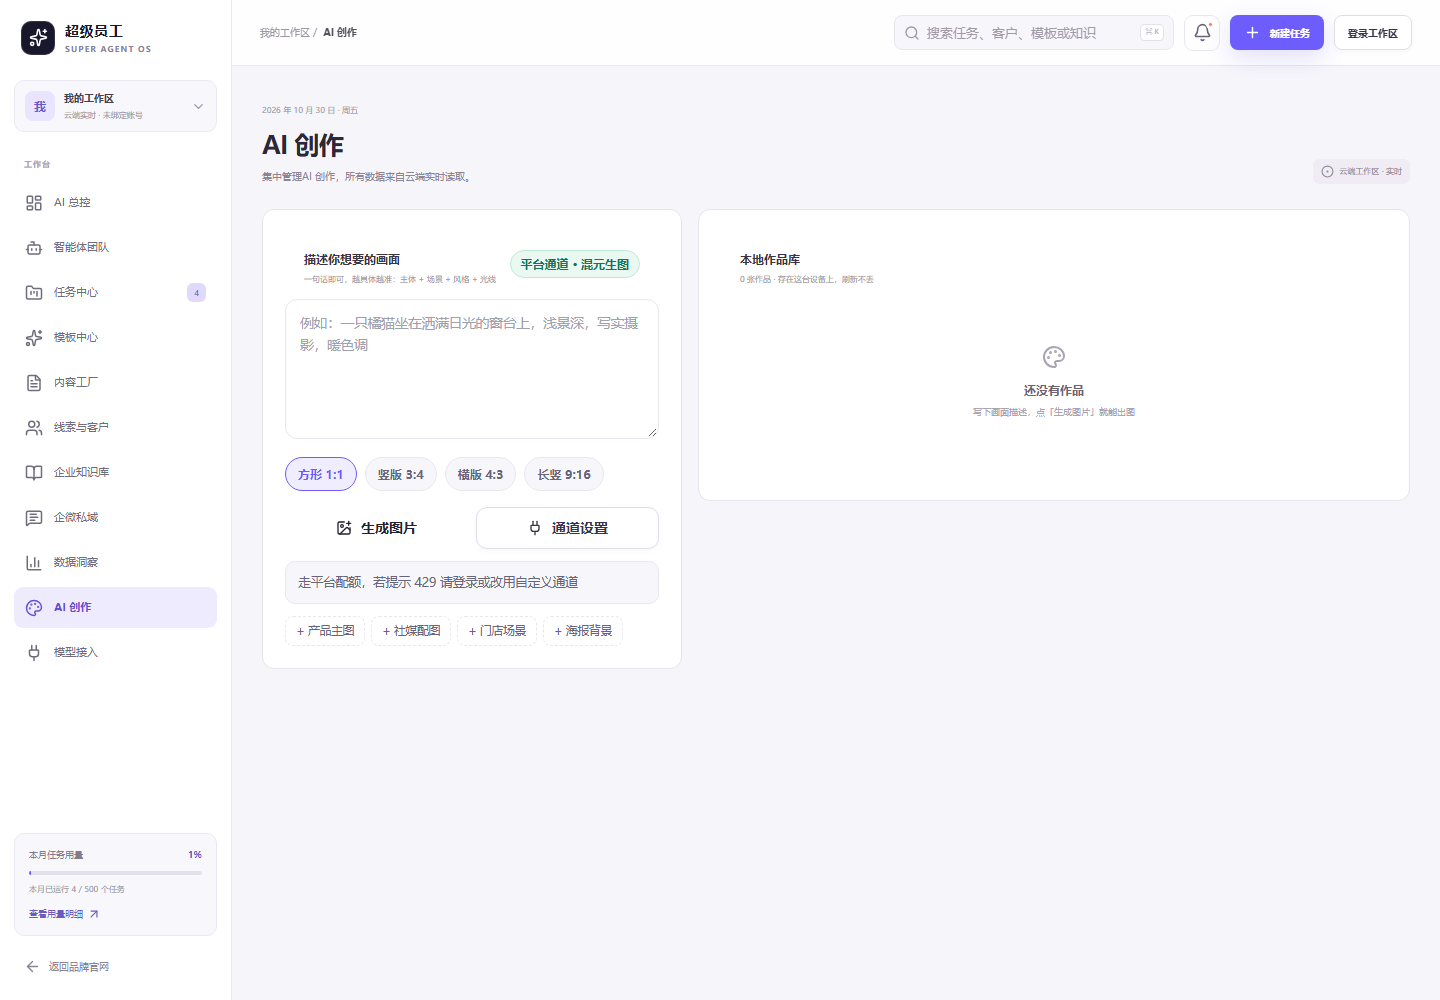 超级员工
SUPER AGENT OS
我
我的工作区
云端实时 · 未绑定账号
工作台
AI 总控
智能体团队
任务中心
4
模板中心
内容工厂
线索与客户
企业知识库
企微私域
数据洞察
AI 创作
模型接入
本月任务用量
1%
本月已运行 4 / 500 个任务
查看用量明细
返回品牌官网
我的工作区 / AI 创作
搜索任务、客户、模板或知识
⌘ K
新建任务
登录工作区
2026 年 10 月 30 日 · 周五
AI 创作
集中管理AI 创作，所有数据来自云端实时读取。
云端工作区 · 实时
描述你想要的画面
一句话即可，越具体越准：主体 + 场景 + 风格 + 光线
平台通道 · 混元生图
例如：一只橘猫坐在洒满日光的窗台上，浅景深，写实摄
影，暖色调
方形 1:1
竖版 3:4
横版 4:3
长竖 9:16
生成图片
通道设置
走平台配额，若提示 429 请登录或改用自定义通道
+ 产品主图
+ 社媒配图
+ 门店场景
+ 海报背景
本地作品库
0 张作品 · 存在这台设备上，刷新不丢
还没有作品
写下画面描述，点「生成图片」就能出图